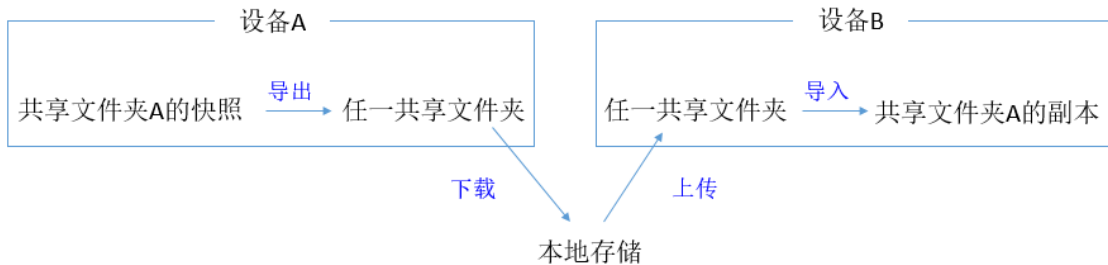 设备A
设备B
共享文件夹A的快照
导出
任一共享文件夹
任一共享文件夹
导入
共享文件夹A的副本
下载
上传
本地存储